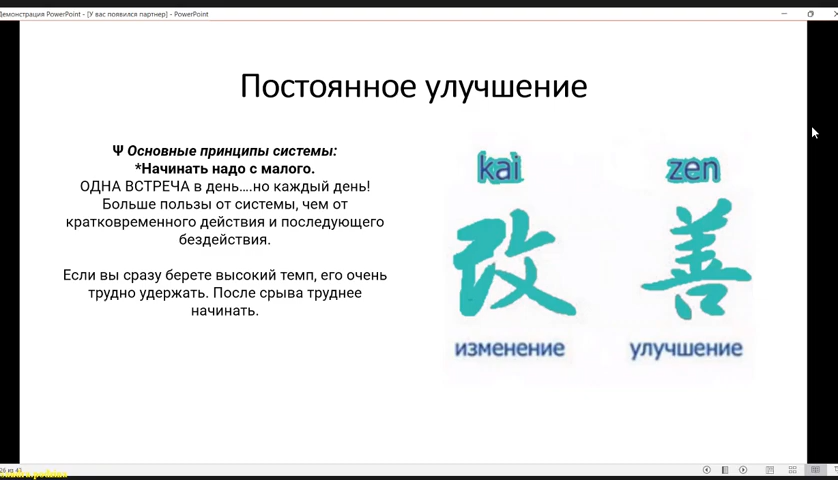 Демонстрация PowerPoint - [У вас появился партнер] - PowerPoint
Постоянное улучшение
Ψ Основные принципы системы:
*Начинать надо с малого.
ОДНА ВСТРЕЧА в день....но каждый день!
Больше пользы от системы, чем от
кратковременного действия и последующего
бездействия.
Если вы сразу берете высокий темп, его очень
трудно удержать. После срыва труднее
начинать.
kai zen
改 善
изменение улучшение
26 из 41